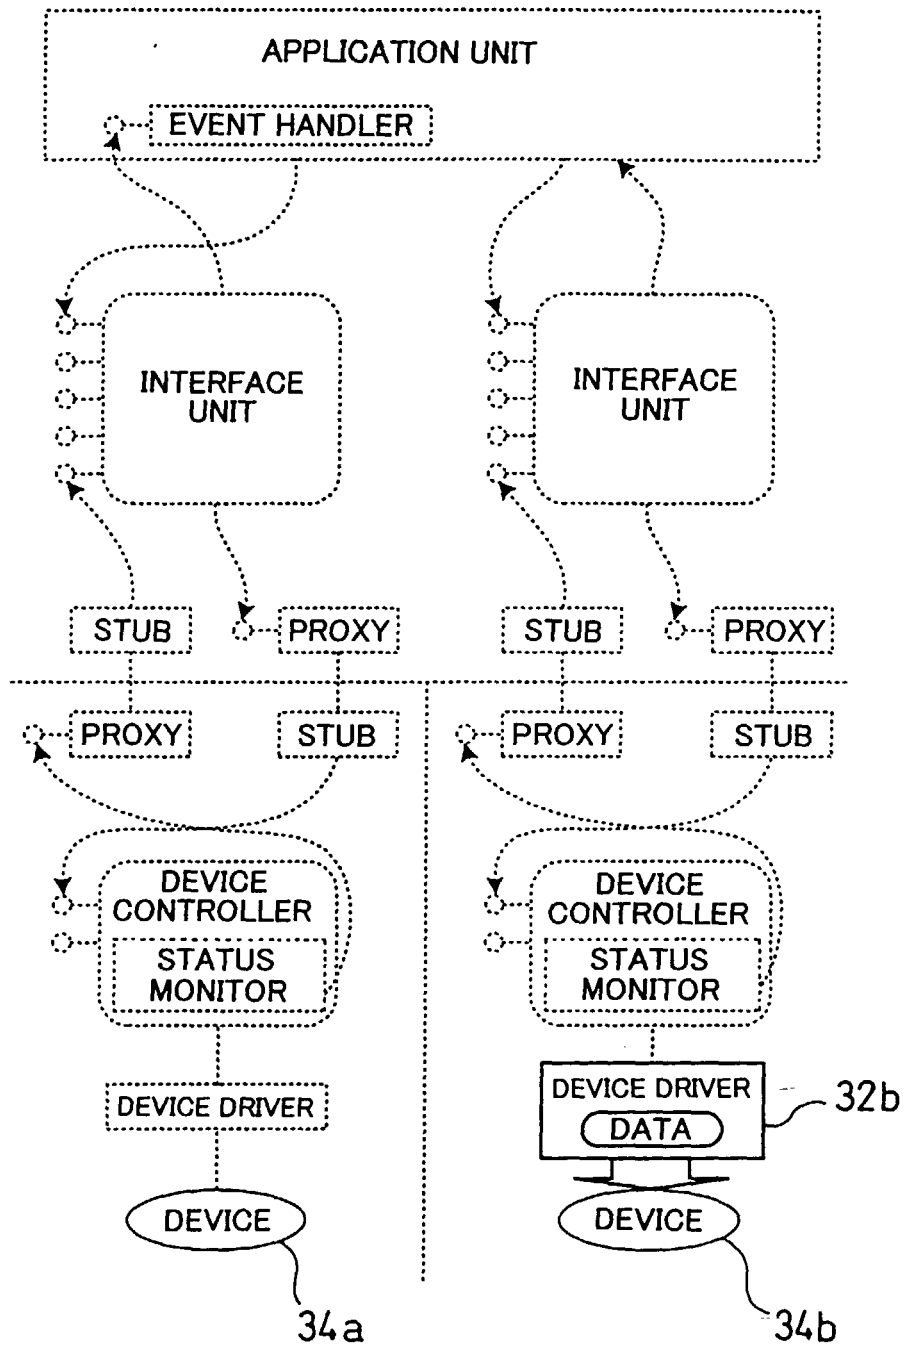 APPLICATION UNIT
EVENT HANDLER
INTERFACE
UNIT
INTERFACE
UNIT
STUB
PROXY
STUB
PROXY
PROXY
STUB
PROXY
STUB
DEVICE
CONTROLLER
STATUS
MONITOR
DEVICE
CONTROLLER
STATUS
MONITOR
DEVICE DRIVER
DEVICE DRIVER
DATA
32b
DEVICE
DEVICE
34a
34b